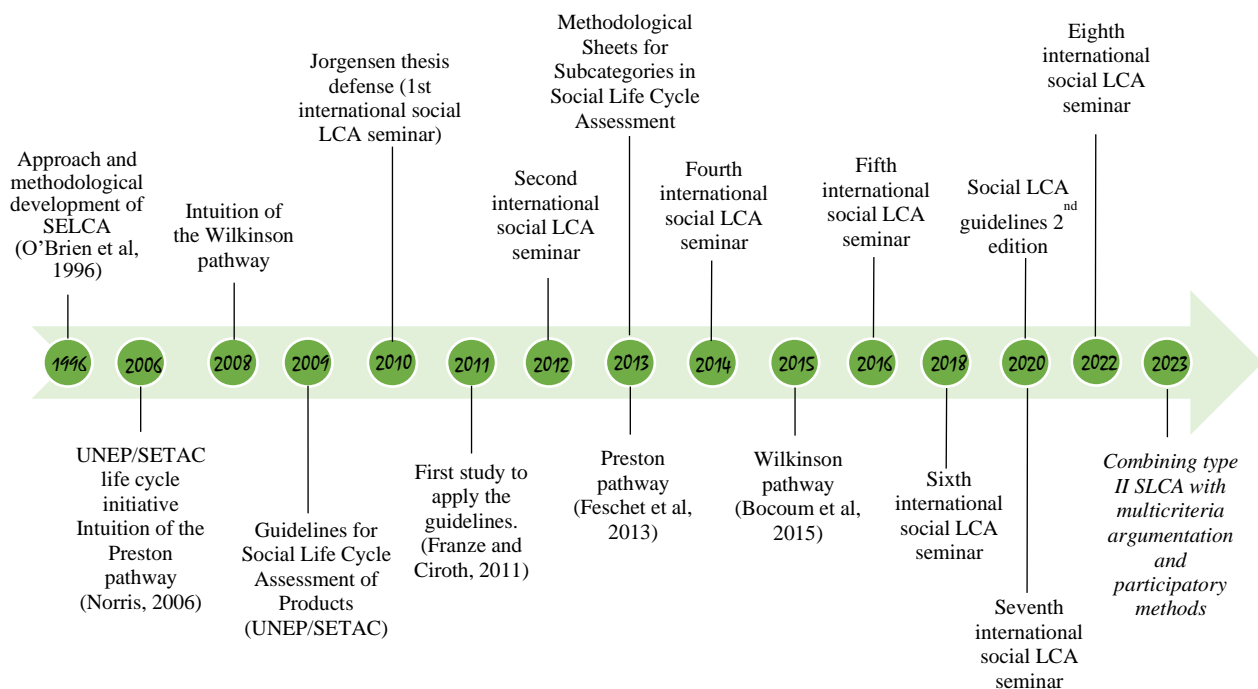 Approach and
methodological
development of
SELCA
(O'Brien et al,
1996)
Intuition of
the Wilkinson
pathway
Jorgensen thesis
defense (1st
international social
LCA seminar)
Second
international
social LCA
seminar
Methodological
Sheets for
Subcategories in
Social Life Cycle
Assessment
Fourth
international
social LCA
seminar
Fifth
international
social LCA
seminar
Social LCA
guidelines 2nd
edition
Eighth
international
social LCA
seminar
1996 2006 2008 2009 2010 2011 2012 2013 2014 2015 2016 2018 2020 2022 2023
UNEP/SETAC
life cycle
initiative
Intuition of the
Preston
pathway
(Norris, 2006)
Guidelines for
Social Life Cycle
Assessment of
Products
(UNEP/SETAC)
First study to
apply the
guidelines.
(Franze and
Ciroth, 2011)
Preston
pathway
(Feschet et al,
2013)
Wilkinson
pathway
(Bocoum et al,
2015)
Sixth
international
social LCA
seminar
Seventh
international
social LCA
seminar
Combining type
II SLCA with
multicriteria
argumentation
and
participatory
methods